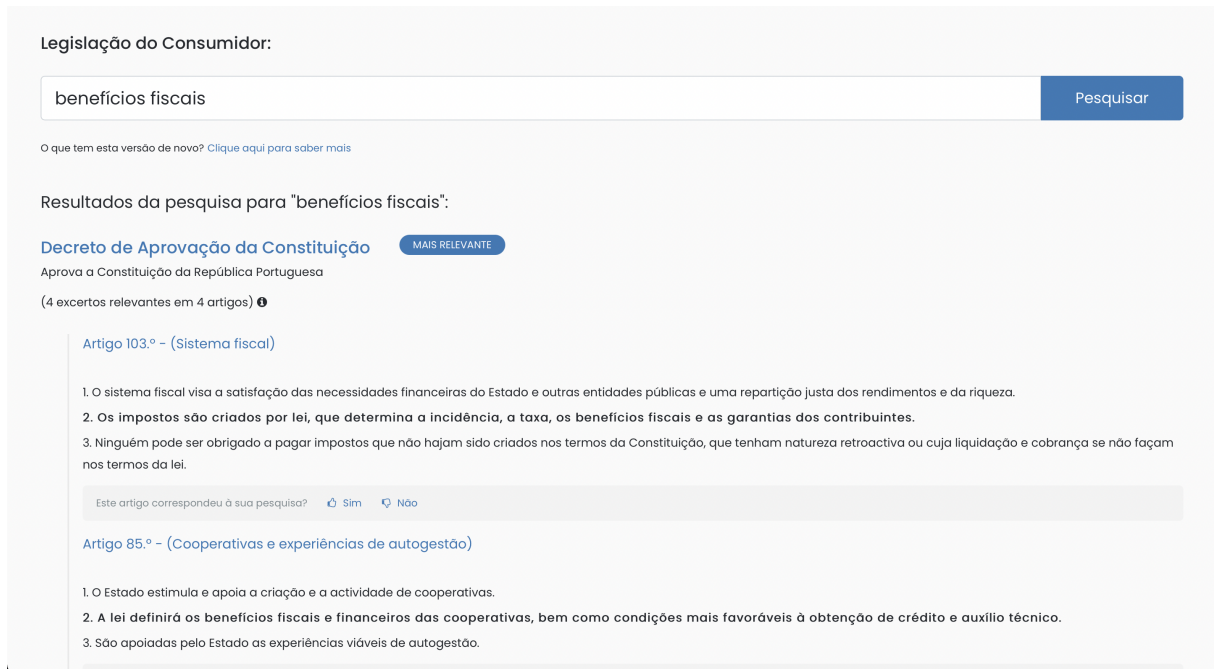 Legislação do Consumidor:
benefícios fiscais
Pesquisar
O que tem esta versão de novo? Clique aqui para saber mais
Resultados da pesquisa para "benefícios fiscais":
Decreto de Aprovação da Constituição
MAIS RELEVANTE
Aprova a Constituição da República Portuguesa
(4 excertos relevantes em 4 artigos)
Artigo 103.º - (Sistema fiscal)
1. O sistema fiscal visa a satisfação das necessidades financeiras do Estado e outras entidades públicas e uma repartição justa dos rendimentos e da riqueza.
2. Os impostos são criados por lei, que determina a incidência, a taxa, os benefícios fiscais e as garantias dos contribuintes.
3. Ninguém pode ser obrigado a pagar impostos que não hajam sido criados nos termos da Constituição, que tenham natureza retroactiva ou cuja liquidação e cobrança se não façam
nos termos da lei.
Este artigo correspondeu à sua pesquisa? Sim Não
Artigo 85.º - (Cooperativas e experiências de autogestão)
1. O Estado estimula e apoia a criação e a actividade de cooperativas.
2. A lei definirá os benefícios fiscais e financeiros das cooperativas, bem como condições mais favoráveis à obtenção de crédito e auxílio técnico.
3. São apoiadas pelo Estado as experiências viáveis de autogestão.